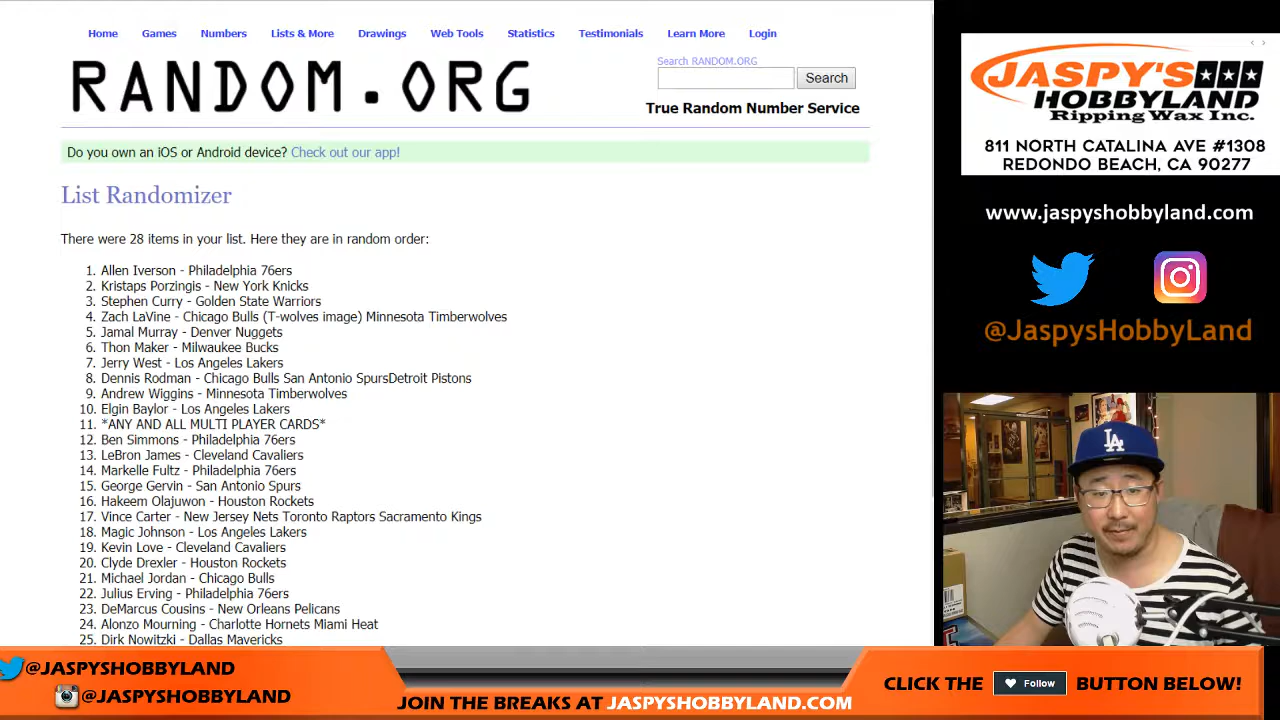 Home Games Numbers Lists & More Drawings Web Tools Statistics Testimonials Learn More Login
RANDOM.ORG
Search RANDOM.ORG
Search
True Random Number Service
Do you own an iOS or Android device? Check out our app!
List Randomizer
There were 28 items in your list. Here they are in random order:
1. Allen Iverson - Philadelphia 76ers
2. Kristaps Porzingis - New York Knicks
3. Stephen Curry - Golden State Warriors
4. Zach LaVine - Chicago Bulls (T-wolves image) Minnesota Timberwolves
5. Jamal Murray - Denver Nuggets
6. Thon Maker - Milwaukee Bucks
7. Jerry West - Los Angeles Lakers
8. Dennis Rodman - Chicago Bulls San Antonio SpursDetroit Pistons
9. Andrew Wiggins - Minnesota Timberwolves
10. Elgin Baylor - Los Angeles Lakers
11. *ANY AND ALL MULTI PLAYER CARDS*
12. Ben Simmons - Philadelphia 76ers
13. LeBron James - Cleveland Cavaliers
14. Markelle Fultz - Philadelphia 76ers
15. George Gervin - San Antonio Spurs
16. Hakeem Olajuwon - Houston Rockets
17. Vince Carter - New Jersey Nets Toronto Raptors Sacramento Kings
18. Magic Johnson - Los Angeles Lakers
19. Kevin Love - Cleveland Cavaliers
20. Clyde Drexler - Houston Rockets
21. Michael Jordan - Chicago Bulls
22. Julius Erving - Philadelphia 76ers
23. DeMarcus Cousins - New Orleans Pelicans
24. Alonzo Mourning - Charlotte Hornets Miami Heat
25. Dirk Nowitzki - Dallas Mavericks
JASPY'S
HOBBYLAND
Ripping Wax Inc.
811 NORTH CATALINA AVE #1308
REDONDO BEACH, CA 90277
www.jaspyshobbyland.com
@JaspysHobbyLand
LA
@JASPYSHOBBYLAND
@JASPYSHOBBYLAND
JOIN THE BREAKS AT JASPYSHOBBYLAND.COM
CLICK THE Follow BUTTON BELOW!